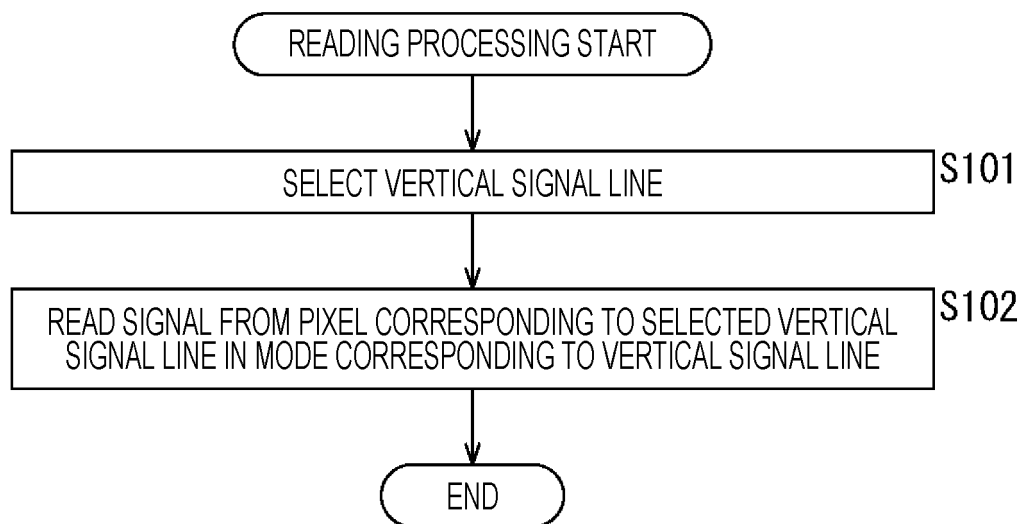 READING PROCESSING START
SELECT VERTICAL SIGNAL LINE
S101
READ SIGNAL FROM PIXEL CORRESPONDING TO SELECTED VERTICAL
SIGNAL LINE IN MODE CORRESPONDING TO VERTICAL SIGNAL LINE
S102
END